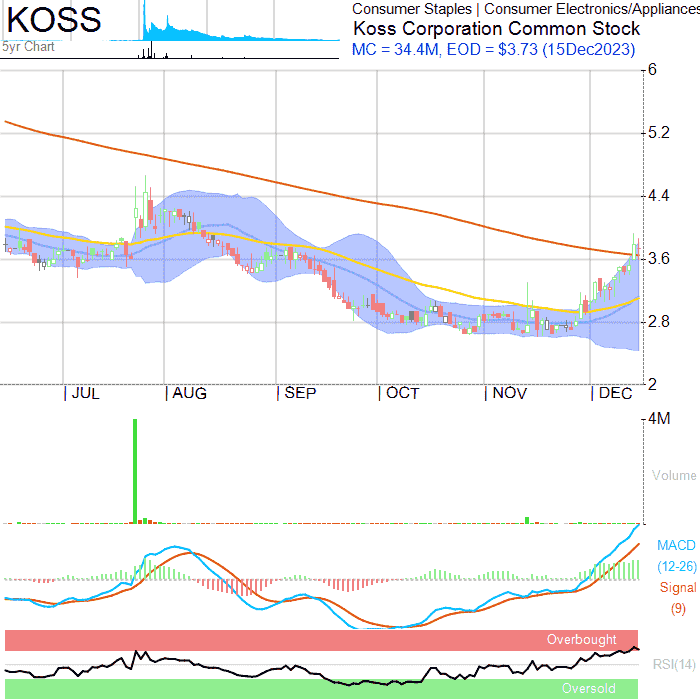 KOSS
5yr Chart
Consumer Staples | Consumer Electronics/Appliances
Koss Corporation Common Stock
MC = 34.4M, EOD = $3.73 (15Dec2023)
6
5.2
4.4
3.6
2.8
2
JUL AUG SEP OCT NOV DEC
4M
Volume
MACD
(12-26)
Signal
(9)
Overbought
RSI(14)
Oversold